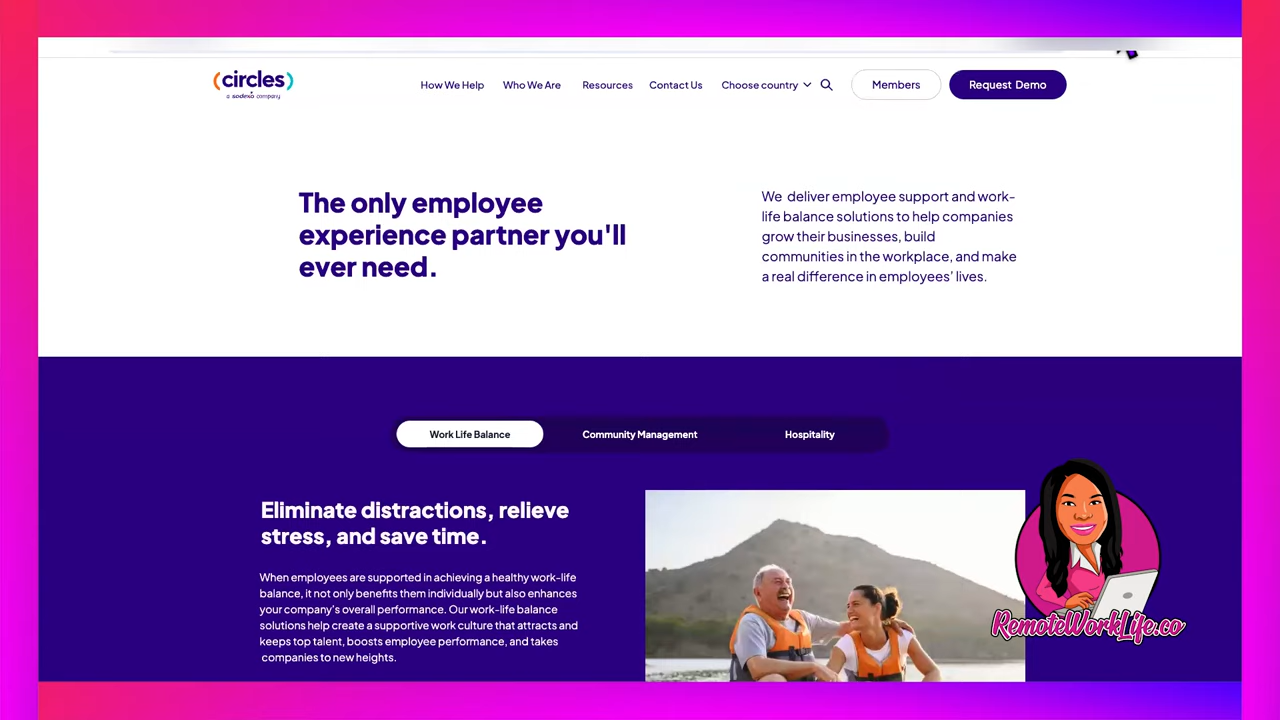 (circles)
a sodexo company
How We Help
Who We Are
Resources
Contact Us
Choose country
Members
Request Demo
The only employee
experience partner you'll
ever need.
We deliver employee support and work-
life balance solutions to help companies
grow their businesses, build
communities in the workplace, and make
a real difference in employees' lives.
Work Life Balance
Community Management
Hospitality
Eliminate distractions, relieve
stress, and save time.
When employees are supported in achieving a healthy work-life
balance, it not only benefits them individually but also enhances
your company's overall performance. Our work-life balance
solutions help create a supportive work culture that attracts and
keeps top talent, boosts employee performance, and takes
companies to new heights.
RemoteWorkLife.co